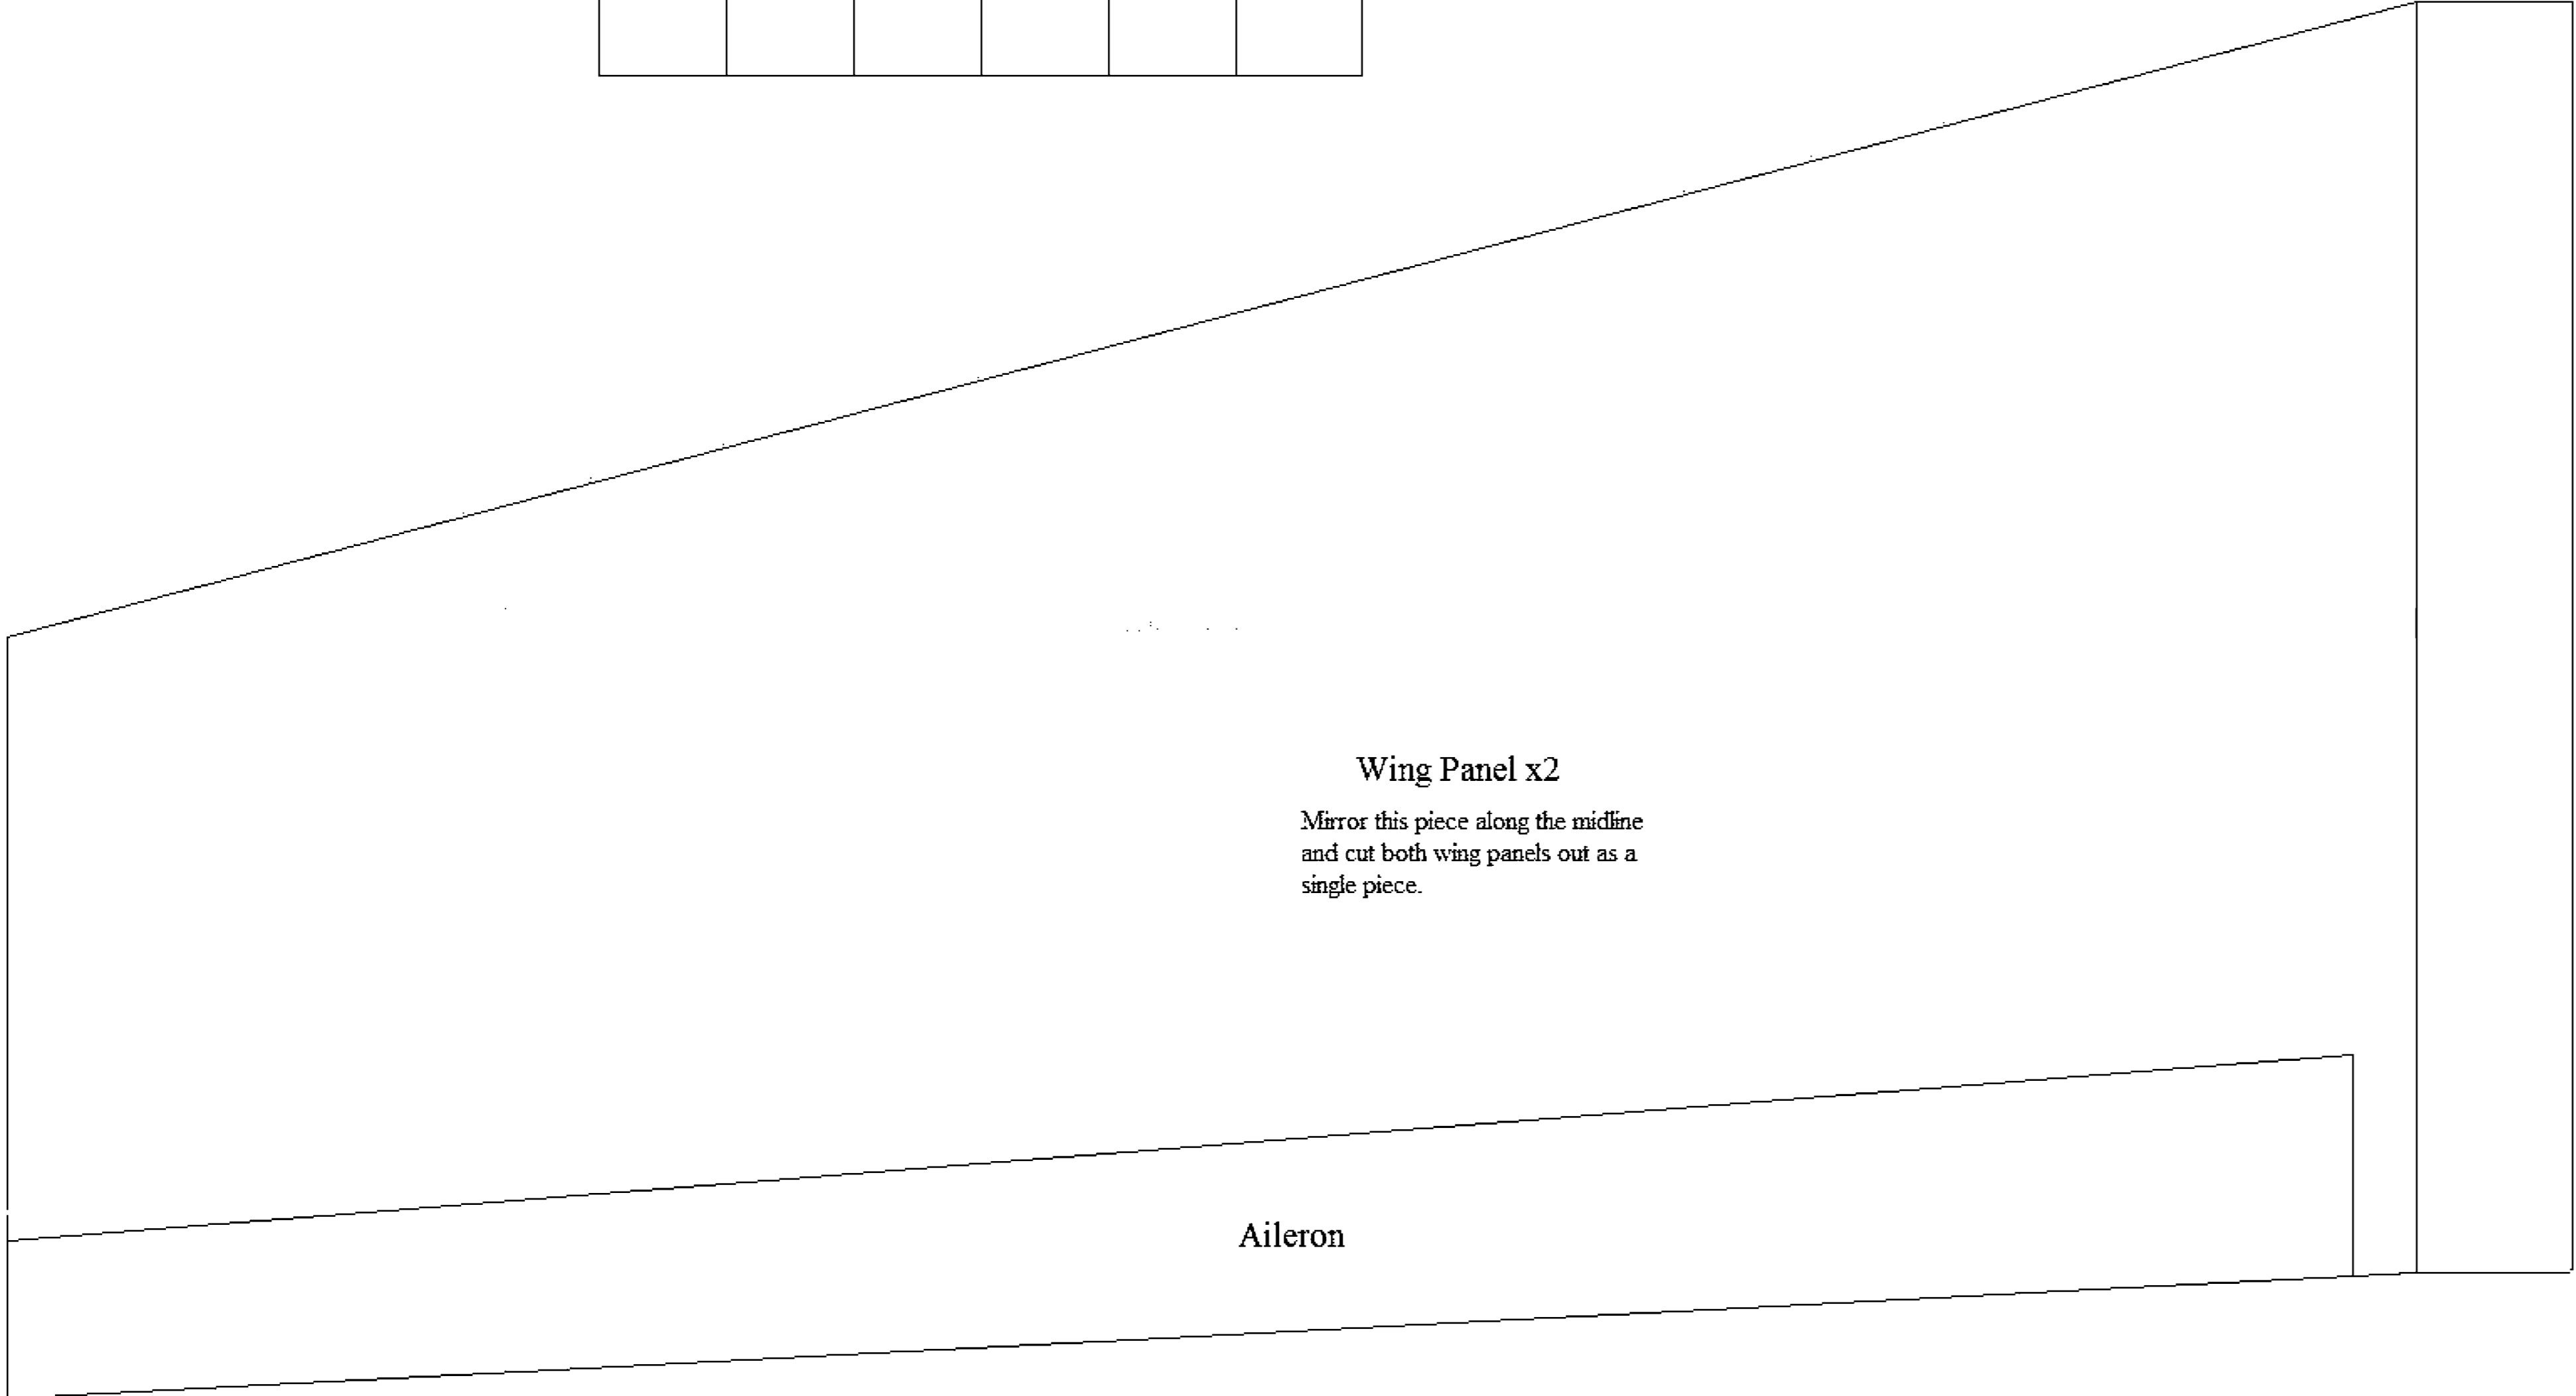 Wing Panel x2
Mirror this piece along the midline
and cut both wing panels out as a
single piece.
Aileron